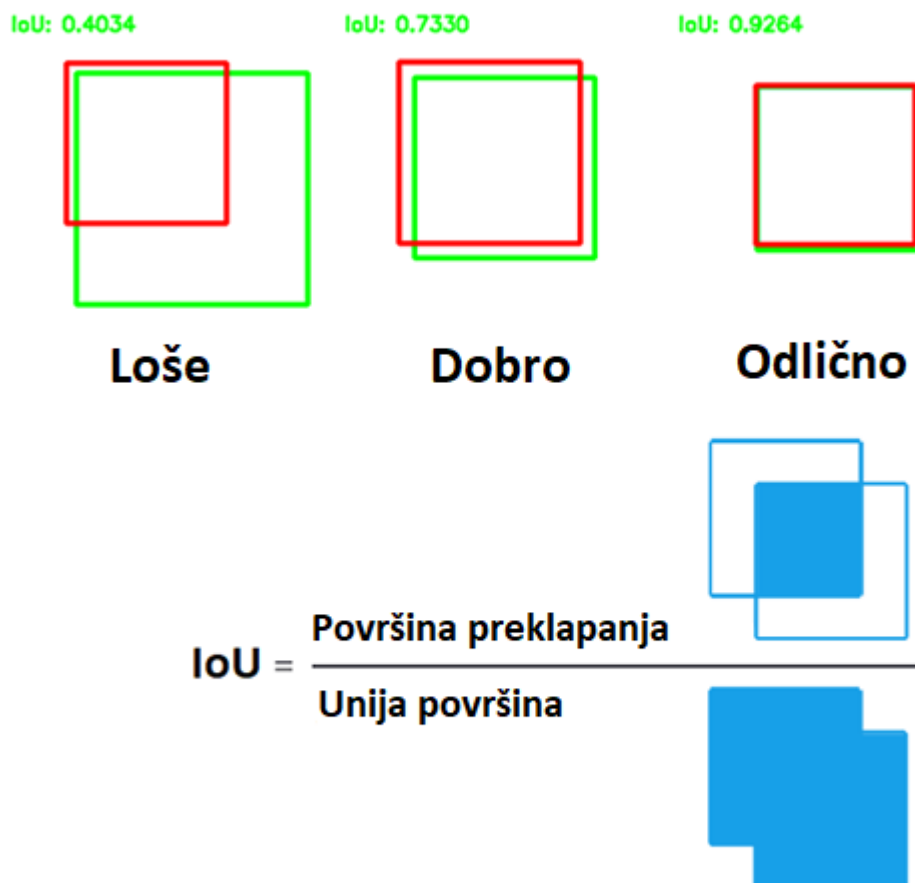 IoU: 0.4034 IoU: 0.7330 IoU: 0.9264
Loše Dobro Odlično
Površina preklapanja
IoU =
Unija površina